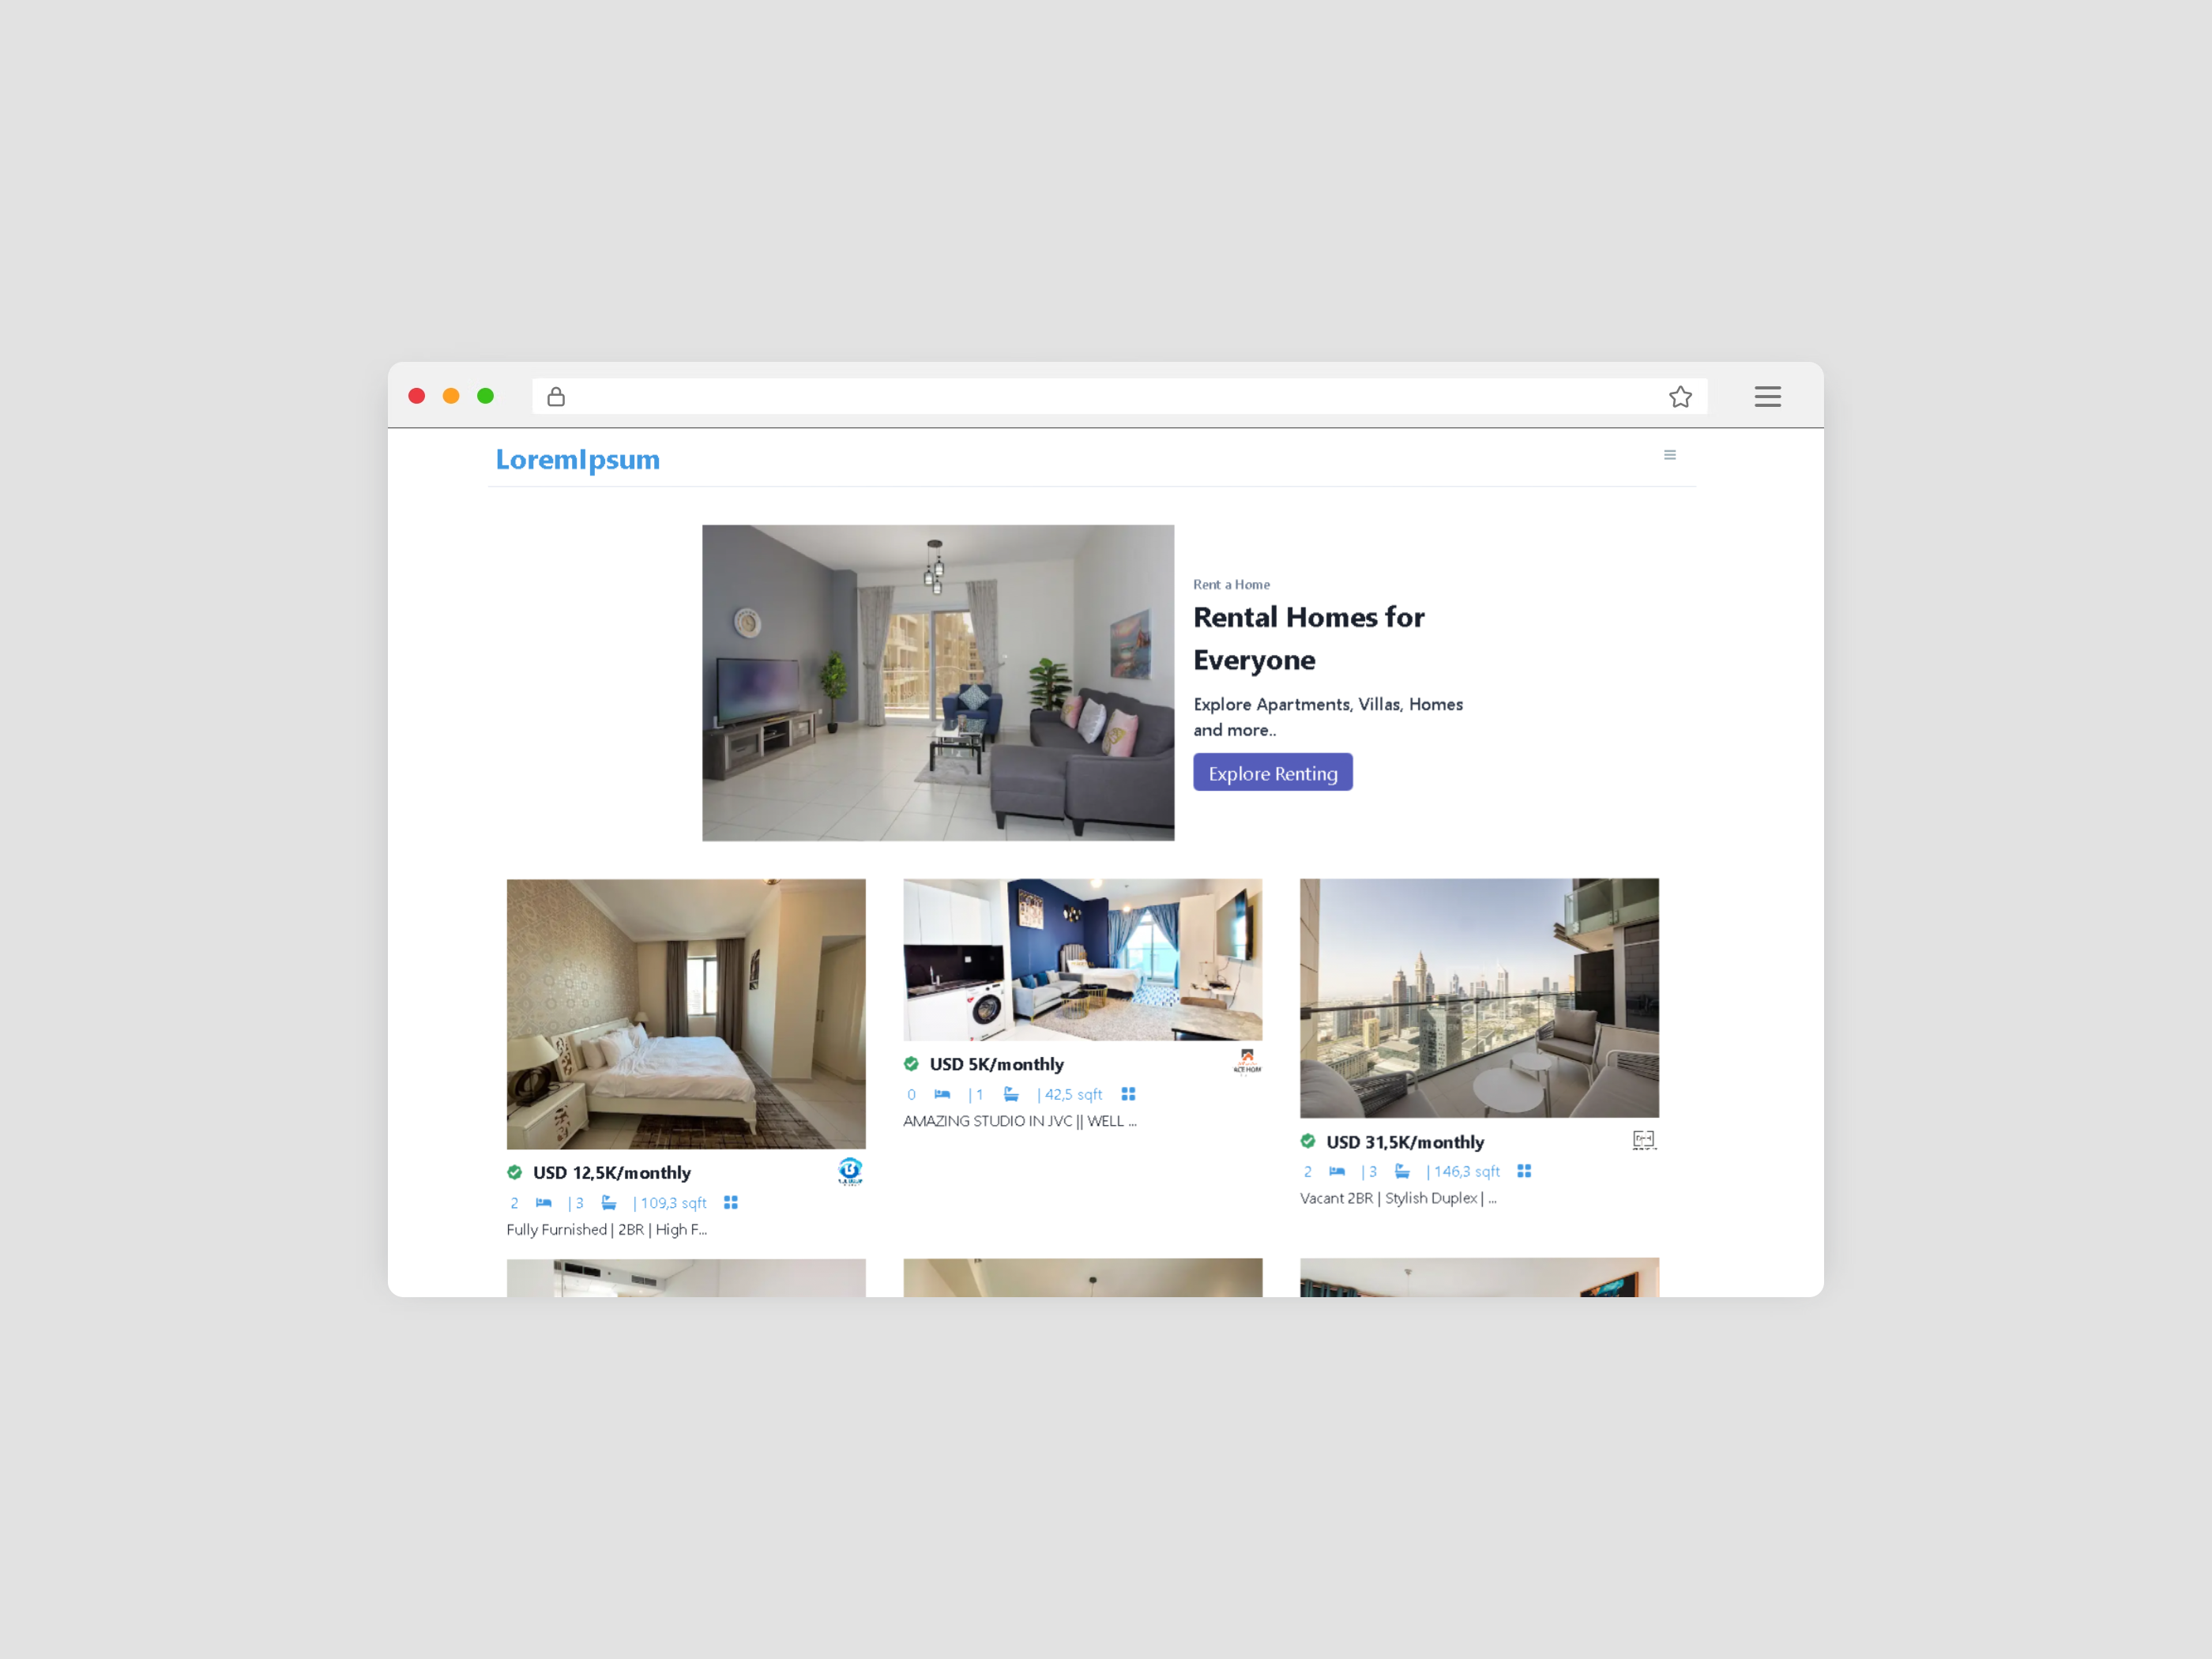 LoremIpsum
Rent a Home
Rental Homes for
Everyone
Explore Apartments, Villas, Homes
and more..
Explore Renting
USD 12,5K/monthly
2 | 3 | 109,3 sqft
Fully Furnished | 2BR | High F...
USD 5K/monthly
0 | 1 | 42,5 sqft
AMAZING STUDIO IN JVC || WELL ...
USD 31,5K/monthly
2 | 3 | 146,3 sqft
Vacant 2BR | Stylish Duplex | ...